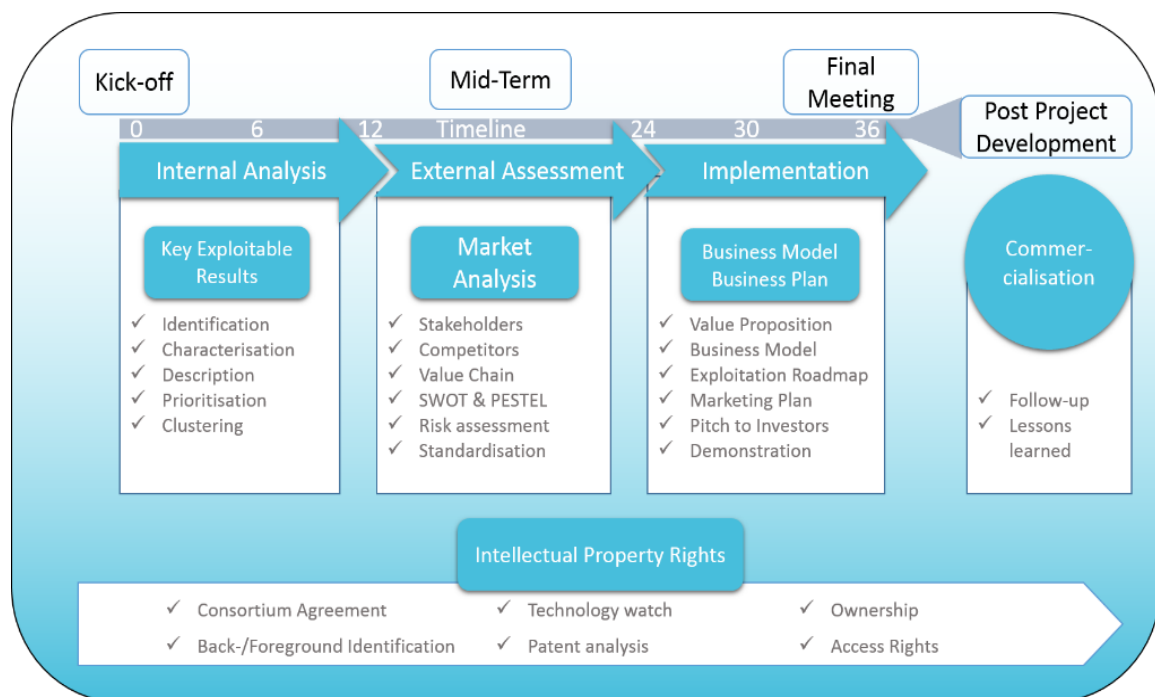 Kick-off
Mid-Term
Final
Meeting
Post Project
Development
0 6 12 Timeline 24 30 36
Internal Analysis
External Assessment
Implementation
Key Exploitable
Results
✓ Identification
✓ Characterisation
✓ Description
✓ Prioritisation
✓ Clustering
Market
Analysis
✓ Stakeholders
✓ Competitors
✓ Value Chain
✓ SWOT & PESTEL
✓ Risk assessment
✓ Standardisation
Business Model
Business Plan
✓ Value Proposition
✓ Business Model
✓ Exploitation Roadmap
✓ Marketing Plan
✓ Pitch to Investors
✓ Demonstration
Commer-
cialisation
✓ Follow-up
✓ Lessons
learned
Intellectual Property Rights
✓ Consortium Agreement
✓ Back-/Foreground Identification
✓ Technology watch
✓ Patent analysis
✓ Ownership
✓ Access Rights